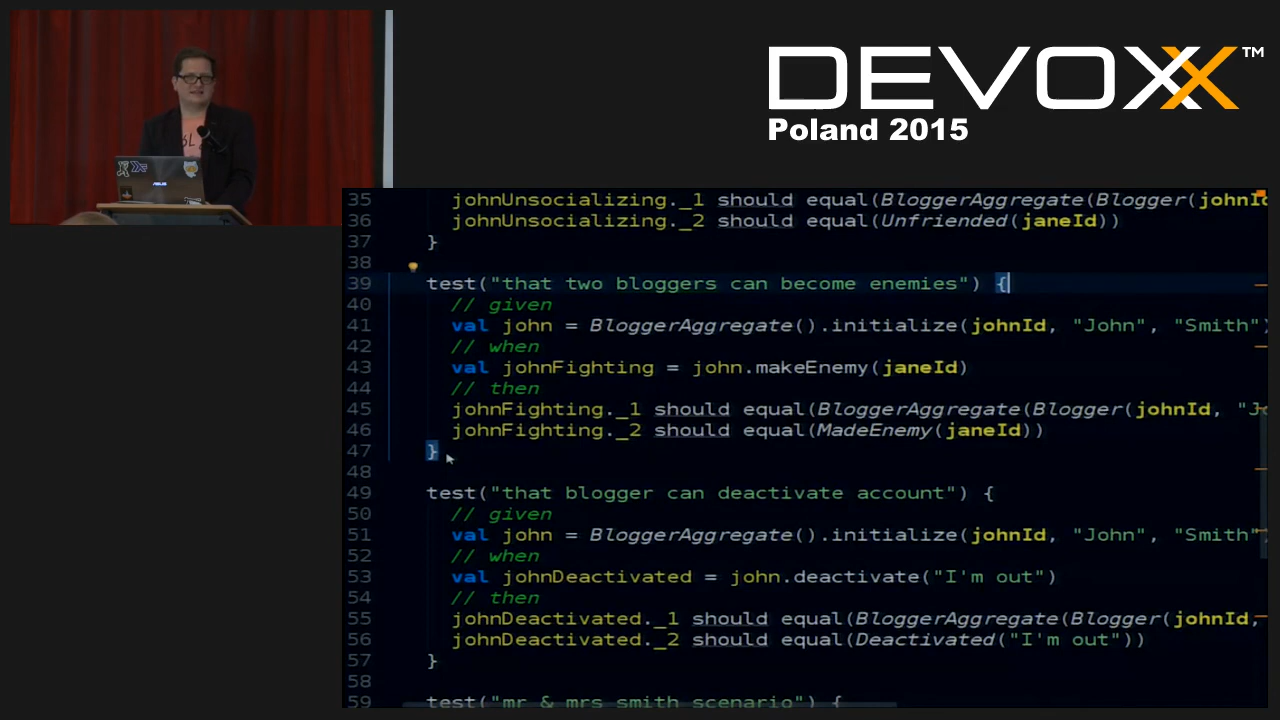 DEVOXX™
Poland 2015
35 johnUnsocializing._1 should equal(BloggerAggregate(Blogger(johnId
36 johnUnsocializing._2 should equal(Unfriended(janeId))
37 }
38
39 test("that two bloggers can become enemies") {
40 // given
41 val john = BloggerAggregate().initialize(johnId, "John", "Smith")
42 // when
43 val johnFighting = john.makeEnemy(janeId)
44 // then
45 johnFighting._1 should equal(BloggerAggregate(Blogger(johnId, "Jo
46 johnFighting._2 should equal(MadeEnemy(janeId))
47 }
48
49 test("that blogger can deactivate account") {
50 // given
51 val john = BloggerAggregate().initialize(johnId, "John", "Smith"
52 // when
53 val johnDeactivated = john.deactivate("I'm out")
54 // then
55 johnDeactivated._1 should equal(BloggerAggregate(Blogger(johnId,
56 johnDeactivated._2 should equal(Deactivated("I'm out"))
57 }
58
59 test("mr & mrs smith scenario") {